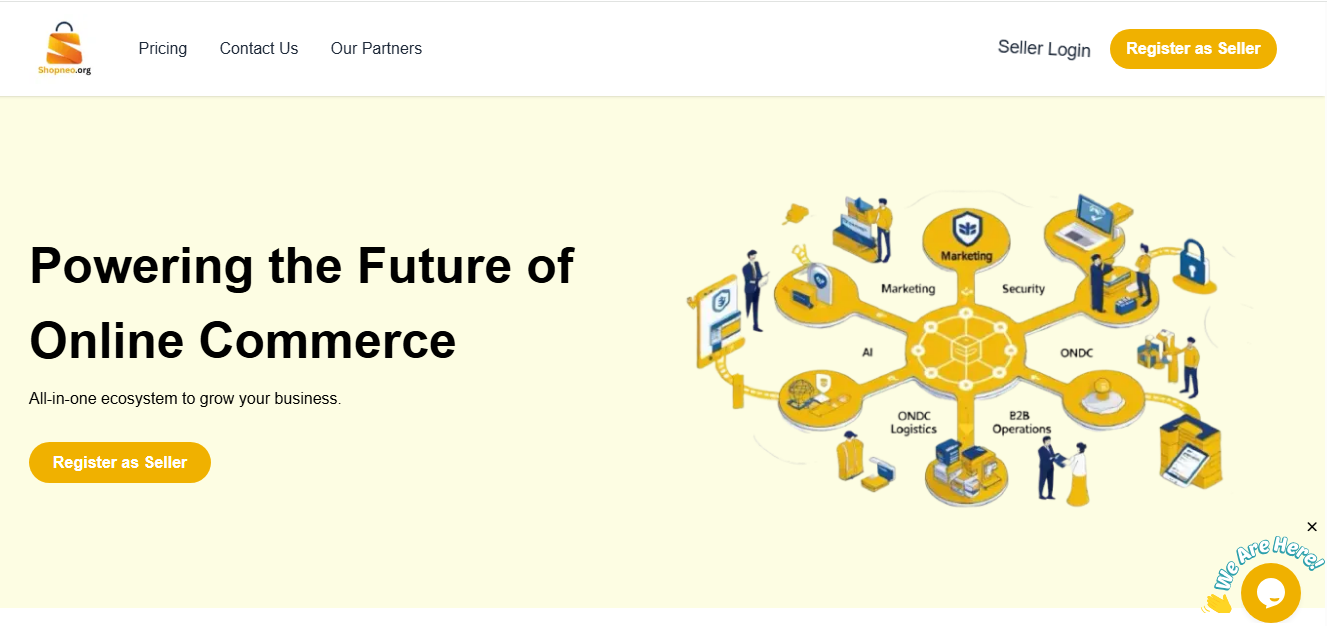 Shopneo.org
Pricing
Contact Us
Our Partners
Seller Login
Register as Seller
Powering the Future of
Online Commerce
All-in-one ecosystem to grow your business.
Register as Seller
Marketing
Marketing
Security
AI
ONDC
ONDC
Logistics
B2B
Operations
We Are Here!